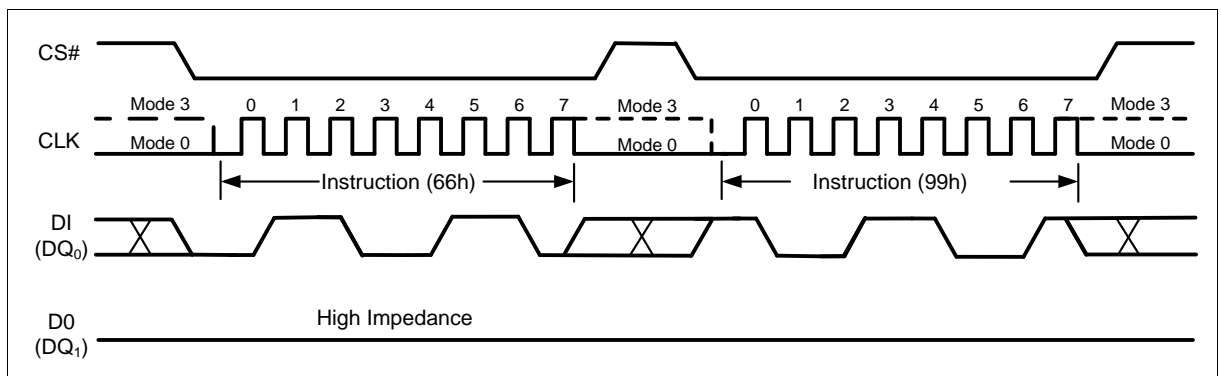 CS#
Mode 3 0 1 2 3 4 5 6 7 Mode 3 0 1 2 3 4 5 6 7 Mode 3
CLK Mode 0 Mode 0 Mode 0
Instruction (66h) Instruction (99h)
DI
(DQ₀)
High Impedance
D0
(DQ₁)